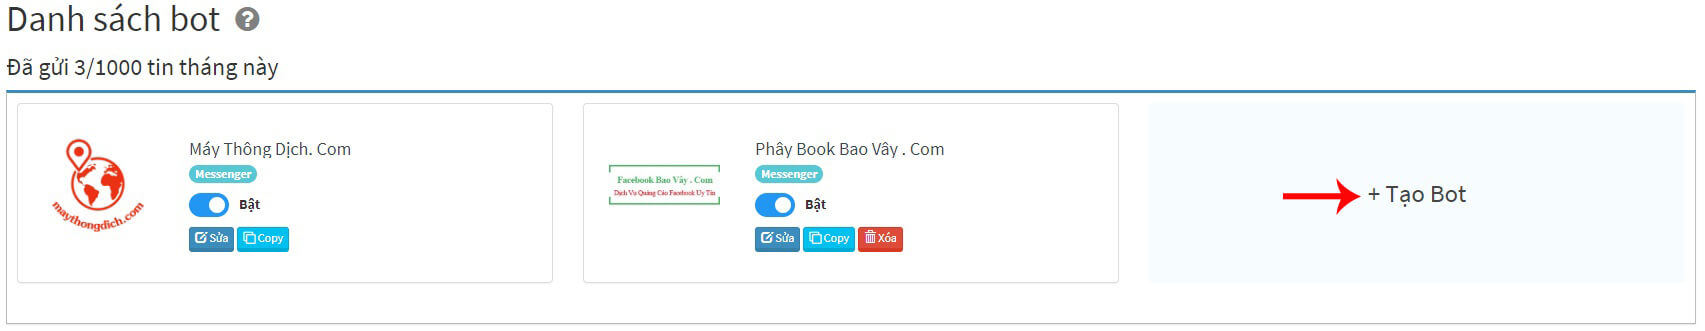 Danh sách bot ?
Đã gửi 3/1000 tin tháng này
maythongdich.com
Máy Thông Dịch. Com
Messenger
Bật
Sửa Copy
Facebook Bao Vây . Com
Dịch Vụ Quảng Cáo Facebook Uy Tín
Phây Book Bao Vây . Com
Messenger
Bật
Sửa Copy Xóa
+ Tạo Bot